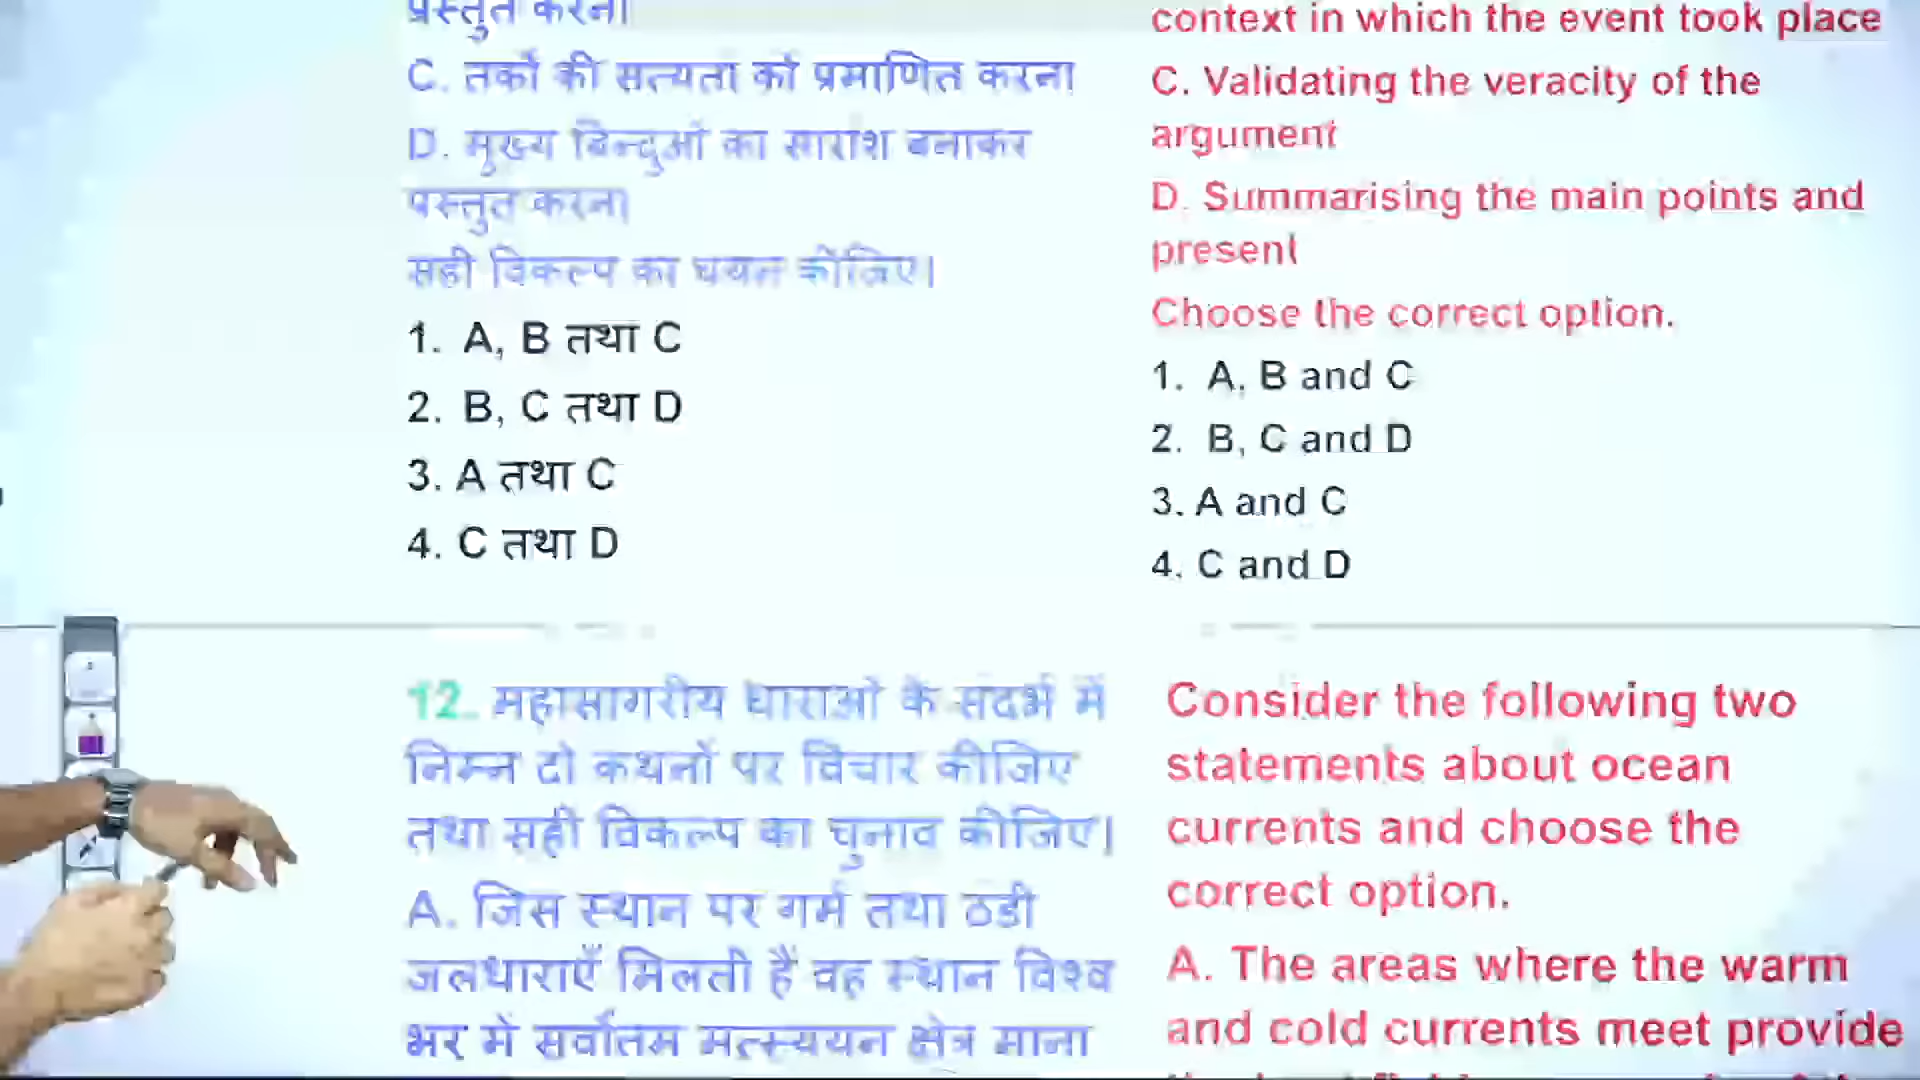 प्रस्तुत करना
C. तर्कों की सत्यता को प्रमाणित करना
D. मुख्य बिन्दुओं का सारांश बनाकर
प्रस्तुत करना
सही विकल्प का चयन कीजिए।
1. A, B तथा C
2. B, C तथा D
3. A तथा C
4. C तथा D
12. महासागरीय धाराओं के संदर्भ में
निम्न दो कथनों पर विचार कीजिए
तथा सही विकल्प का चुनाव कीजिए।
A. जिस स्थान पर गर्म तथा ठंडी
जलधाराएँ मिलती हैं वह स्थान विश्व
भर में सर्वोतम मत्स्ययन क्षेत्र माना
context in which the event took place
C. Validating the veracity of the
argument
D. Summarising the main points and
present
Choose the correct option.
1. A, B and C
2. B, C and D
3. A and C
4. C and D
Consider the following two
statements about ocean
currents and choose the
correct option.
A. The areas where the warm
and cold currents meet provide